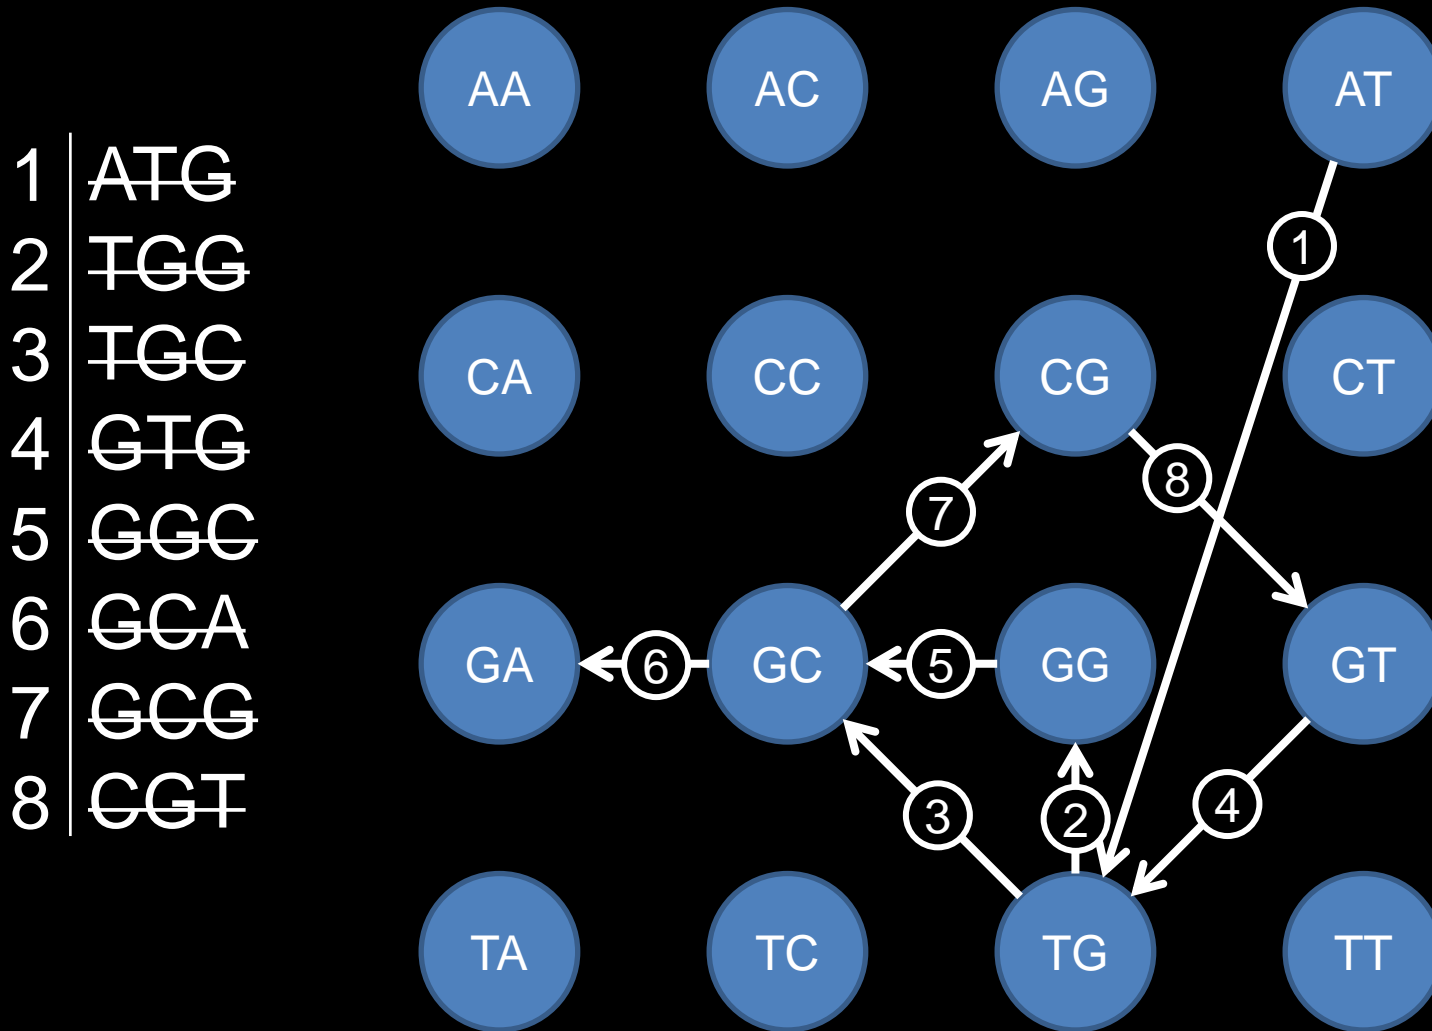 1 ATG
2 TGG
3 TGC
4 GTG
5 GGC
6 GCA
7 GCG
8 CGT
AA AC AG AT
1
CA CC CG CT
8
7
GA 6 GC 5 GG GT
3 2 4
TA TC TG TT